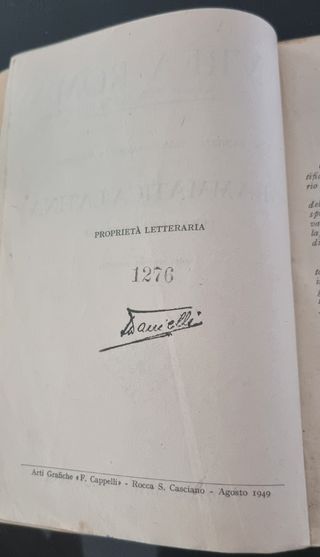 PROPRIETÀ LETTERARIA
1276
Danielli
Arti Grafiche «F. Cappelli» - Rocca S. Casciano - Agosto 1949